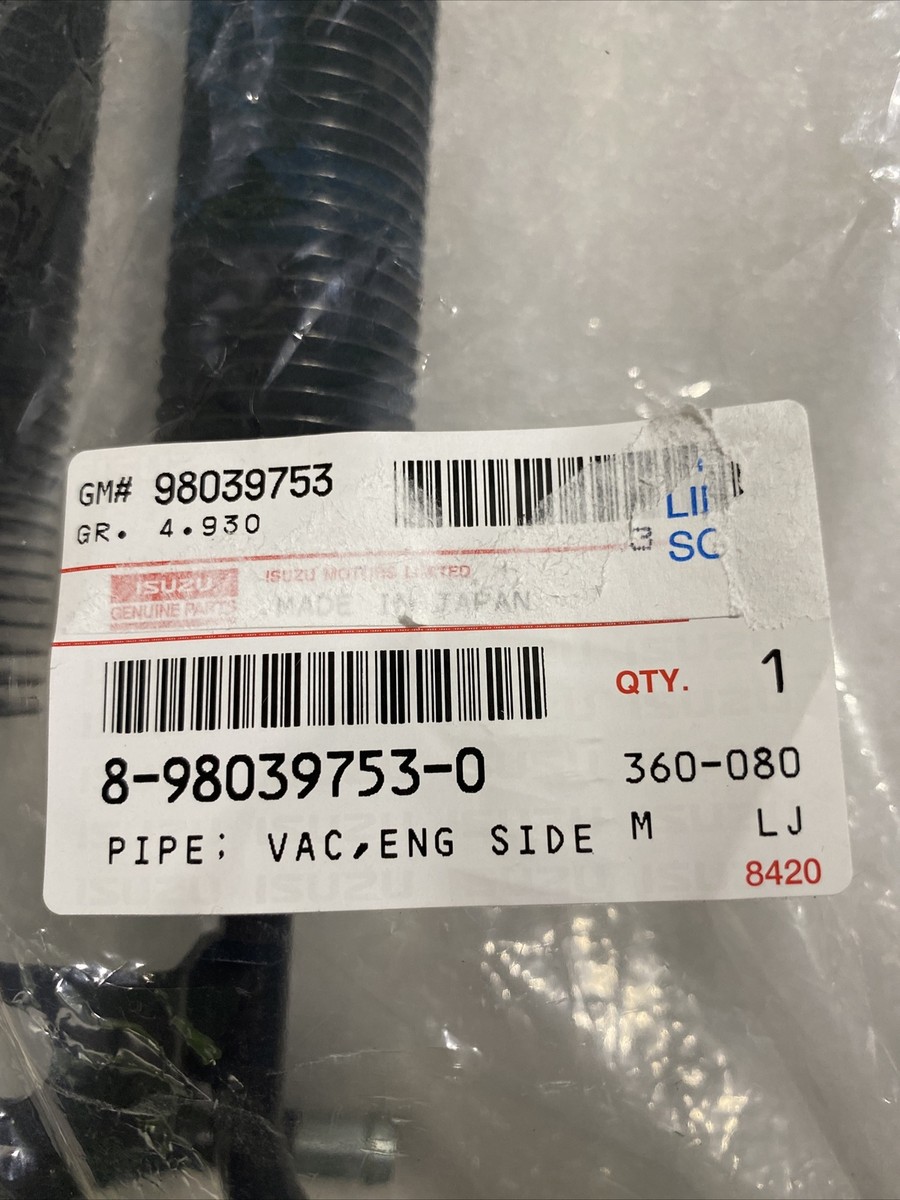 GM# 98039753
GR. 4.930
3
SC
ISUZU
GENUINE PARTS
ISUZU MOTORS LIMITED
MADE IN JAPAN
QTY. 1
8-98039753-0
360-080
PIPE; VAC,ENG SIDE
M LJ
8420